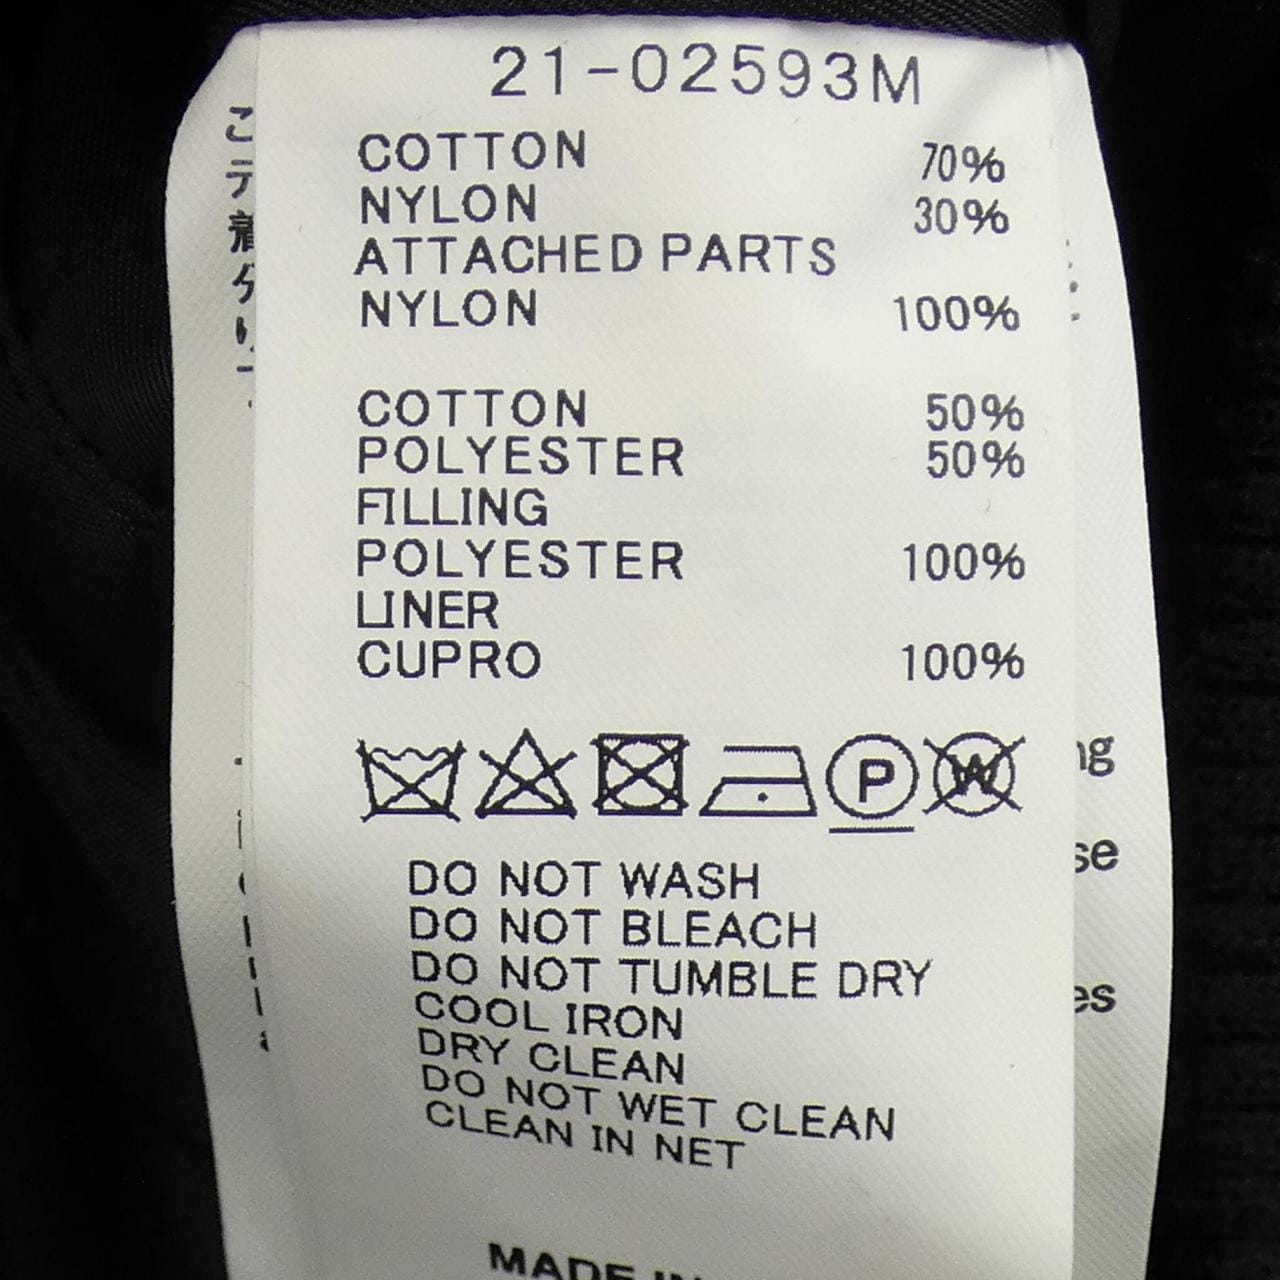 21-02593M
COTTON 70%
NYLON 30%
ATTACHED PARTS
NYLON 100%
COTTON 50%
POLYESTER 50%
FILLING
POLYESTER 100%
LINER
CUPRO 100%
P W
DO NOT WASH
DO NOT BLEACH
DO NOT TUMBLE DRY
COOL IRON
DRY CLEAN
DO NOT WET CLEAN
CLEAN IN NET
MADE IN